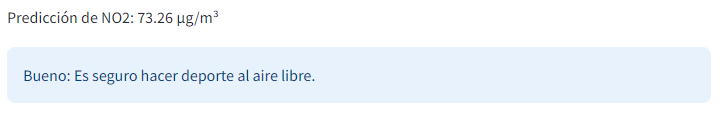 Predicción de NO2: 73.26 µg/m³
Bueno: Es seguro hacer deporte al aire libre.